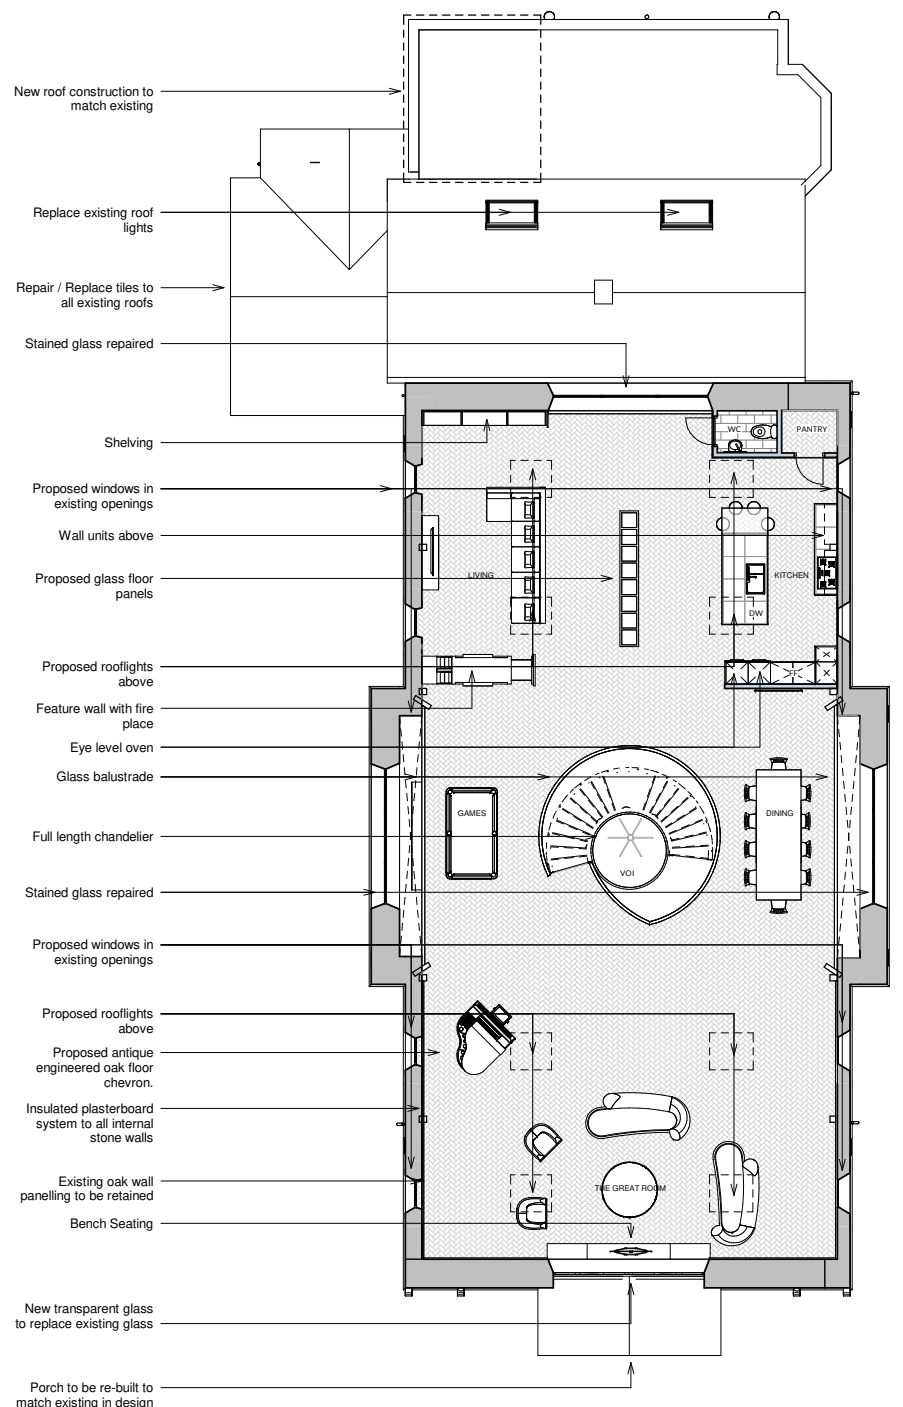 New roof construction to
match existing
Replace existing roof
lights
Repair / Replace tiles to
all existing roofs
Stained glass repaired
Shelving
WC
PANTRY
Proposed windows in
existing openings
Wall units above
Proposed glass floor
panels
LIVING
KITCHEN
DW
Proposed rooflights
above
FF
Feature wall with fire
place
Eye level oven
Glass balustrade
GAMES
DINING
Full length chandelier
VOI
Stained glass repaired
Proposed windows in
existing openings
Proposed rooflights
above
Proposed antique
engineered oak floor
chevron.
Insulated plasterboard
system to all internal
stone walls
Existing oak wall
panelling to be retained
THE GREAT ROOM
Bench Seating
New transparent glass
to replace existing glass
Porch to be re-built to
match existing in design